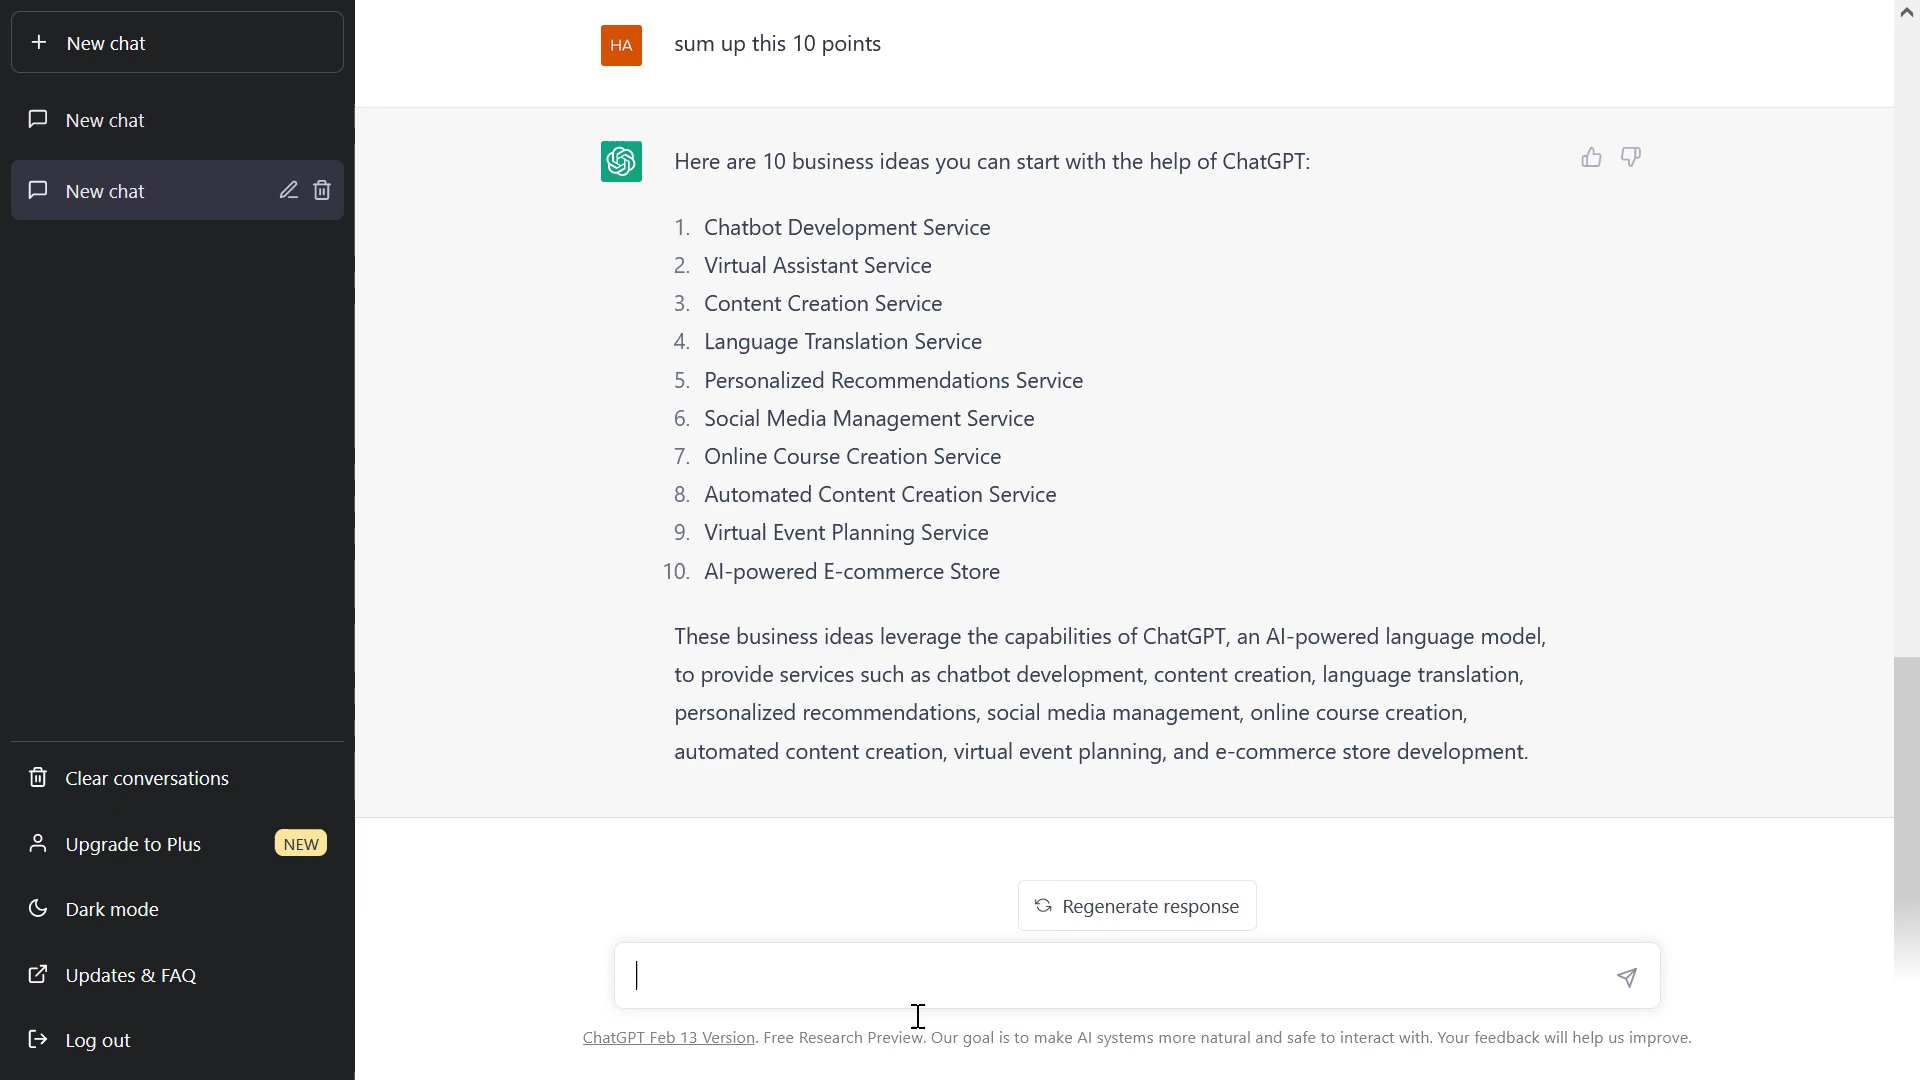 New chat
New chat
New chat
Clear conversations
Upgrade to Plus NEW
Dark mode
Updates & FAQ
Log out
HA sum up this 10 points
Here are 10 business ideas you can start with the help of ChatGPT:
1. Chatbot Development Service
2. Virtual Assistant Service
3. Content Creation Service
4. Language Translation Service
5. Personalized Recommendations Service
6. Social Media Management Service
7. Online Course Creation Service
8. Automated Content Creation Service
9. Virtual Event Planning Service
10. AI-powered E-commerce Store
These business ideas leverage the capabilities of ChatGPT, an AI-powered language model,
to provide services such as chatbot development, content creation, language translation,
personalized recommendations, social media management, online course creation,
automated content creation, virtual event planning, and e-commerce store development.
Regenerate response
ChatGPT Feb 13 Version. Free Research Preview. Our goal is to make AI systems more natural and safe to interact with. Your feedback will help us improve.